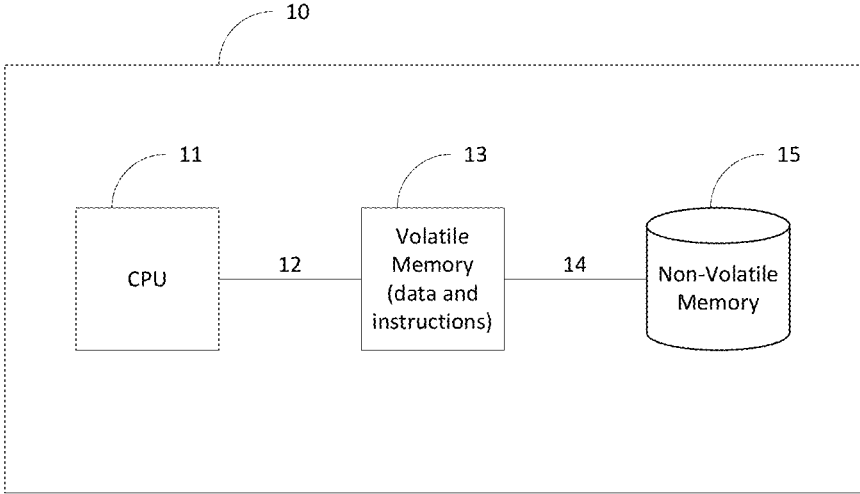 10
11
13
15
CPU
12
Volatile
Memory
(data and
instructions)
14
Non-Volatile
Memory